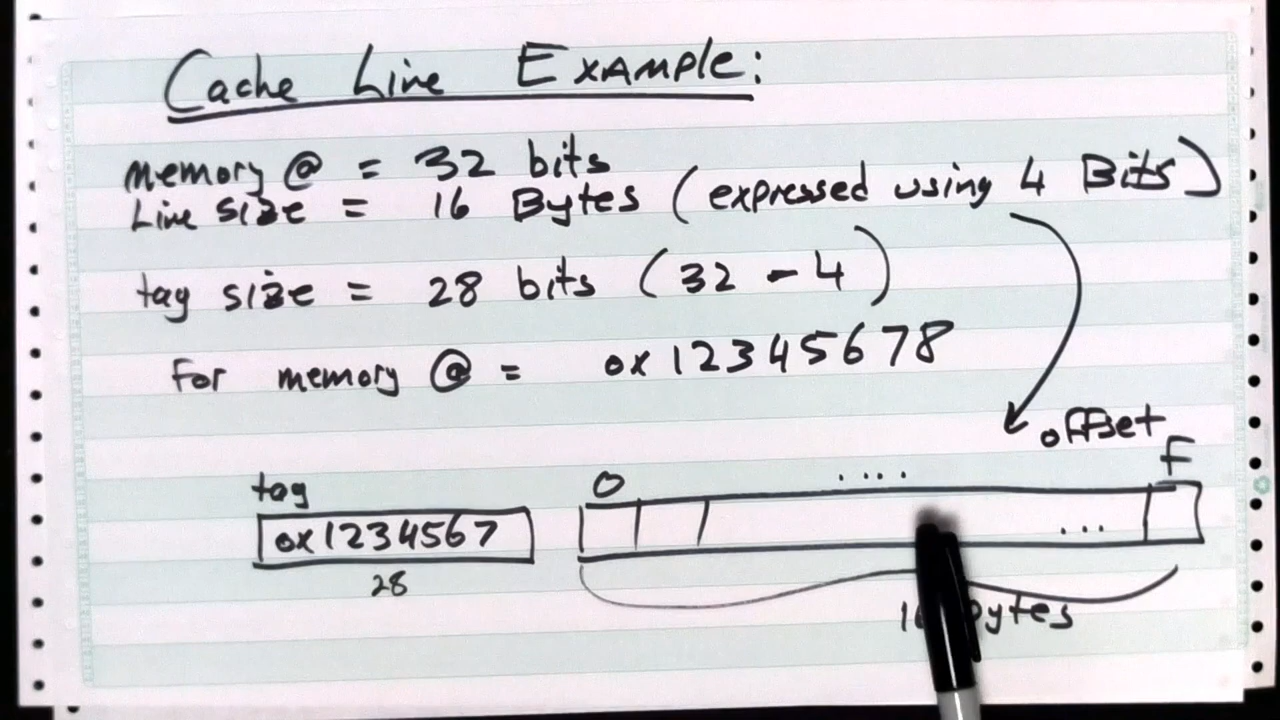 Cache Line EXAMPLE:
memory @ = 32 bits
Line size = 16 Bytes (expressed using 4 Bits)
tag size = 28 bits (32 - 4)
For memory @ = 0x12345678
offset
tag 0 .... F
0x1234567 ...
28
bytes